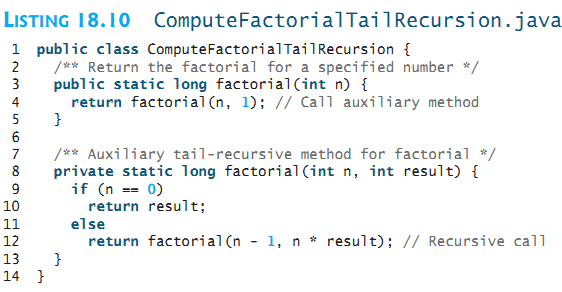 LISTING 18.10 ComputeFactorialTailRecursion.java
1 public class ComputeFactorialTailRecursion {
2 /** Return the factorial for a specified number */
3 public static long factorial(int n) {
4 return factorial(n, 1); // Call auxiliary method
5 }
6
7 /** Auxiliary tail-recursive method for factorial */
8 private static long factorial(int n, int result) {
9 if (n == 0)
10 return result;
11 else
12 return factorial(n - 1, n * result); // Recursive call
13 }
14 }